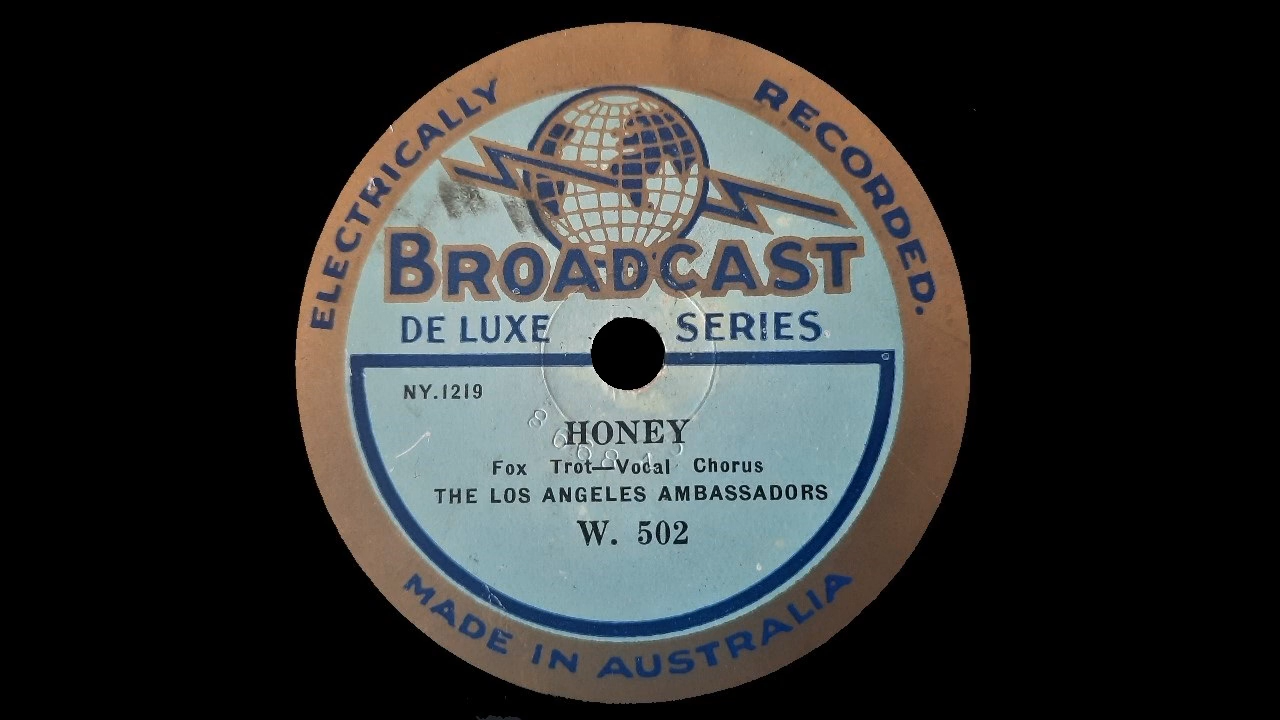 ELECTRICALLY RECORDED.
BROADCAST
DE LUXE SERIES
NY.1219
HONEY
Fox Trot—Vocal Chorus
THE LOS ANGELES AMBASSADORS
W. 502
MADE IN AUSTRALIA